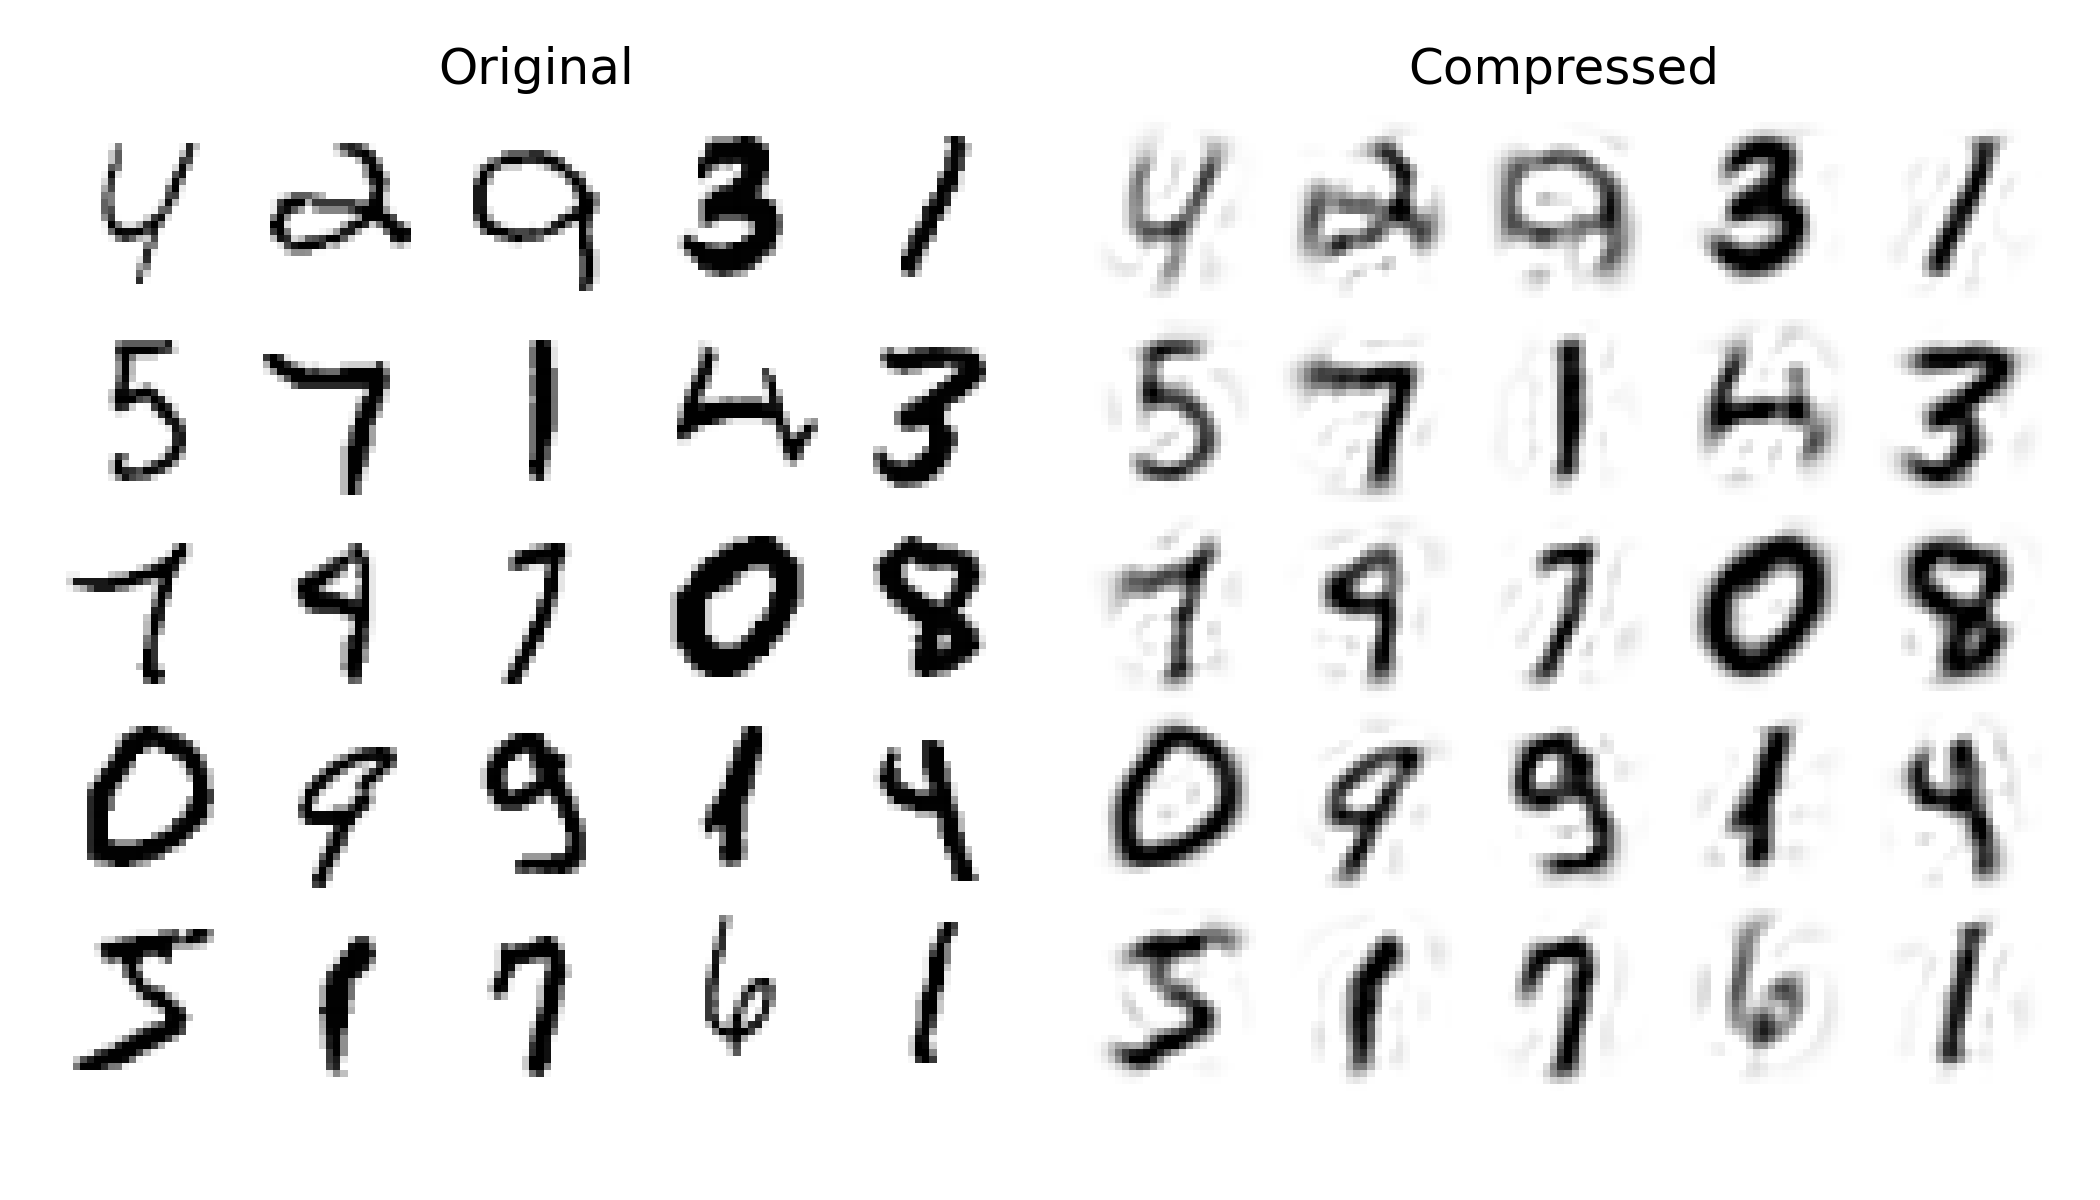 Original Compressed
4 2 9 3 1 4 2 9 3 1
5 7 1 4 3 5 7 1 4 3
7 9 7 0 8 7 9 7 0 8
0 9 9 1 4 0 9 9 1 4
5 1 7 6 1 5 1 7 6 1